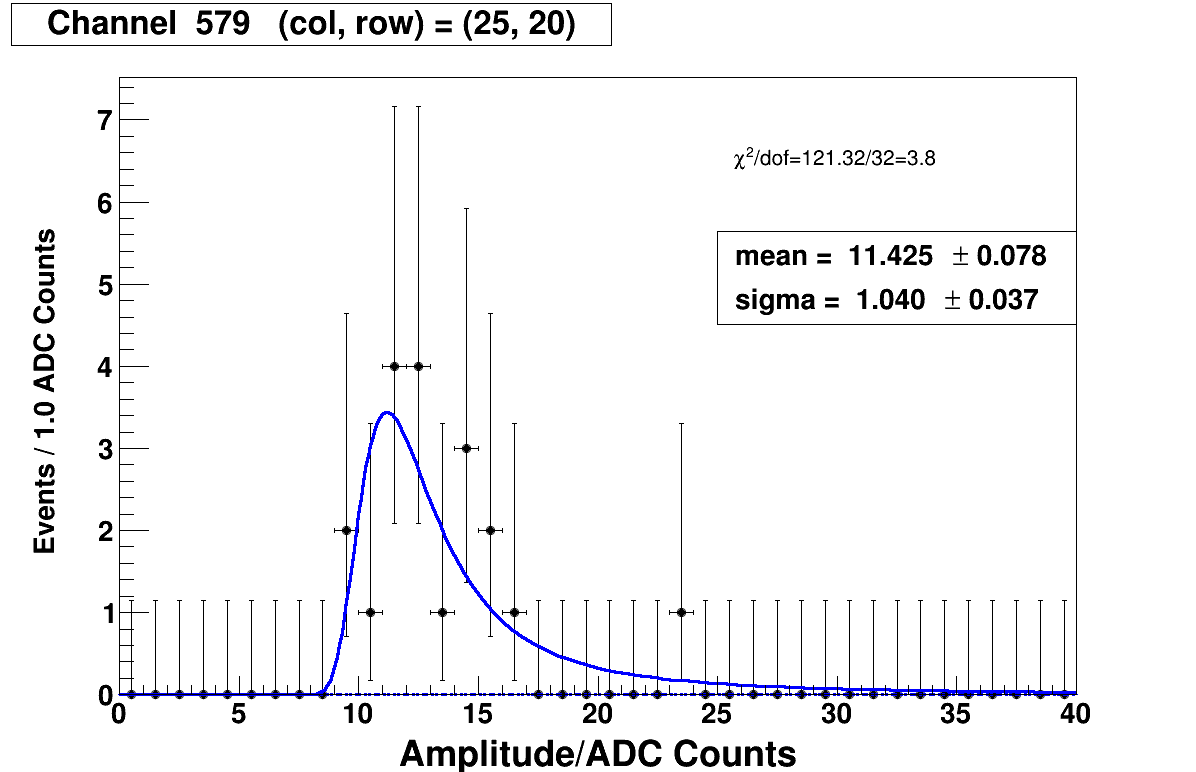 Channel 579 (col, row) = (25, 20)
χ²/dof=121.32/32=3.8
mean = 11.425 ± 0.078
sigma = 1.040 ± 0.037
Events / 1.0 ADC Counts
7
6
5
4
3
2
1
0
0 5 10 15 20 25 30 35 40
Amplitude/ADC Counts